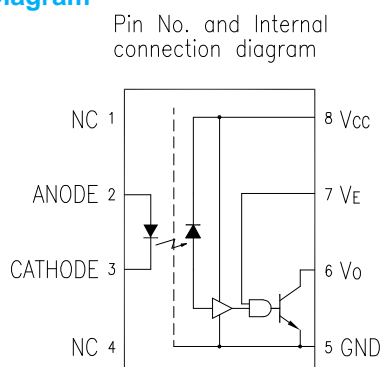 Pin No. and Internal
connection diagram
NC 1
8 Vcc
ANODE 2
7 VE
CATHODE 3
6 Vo
NC 4
5 GND